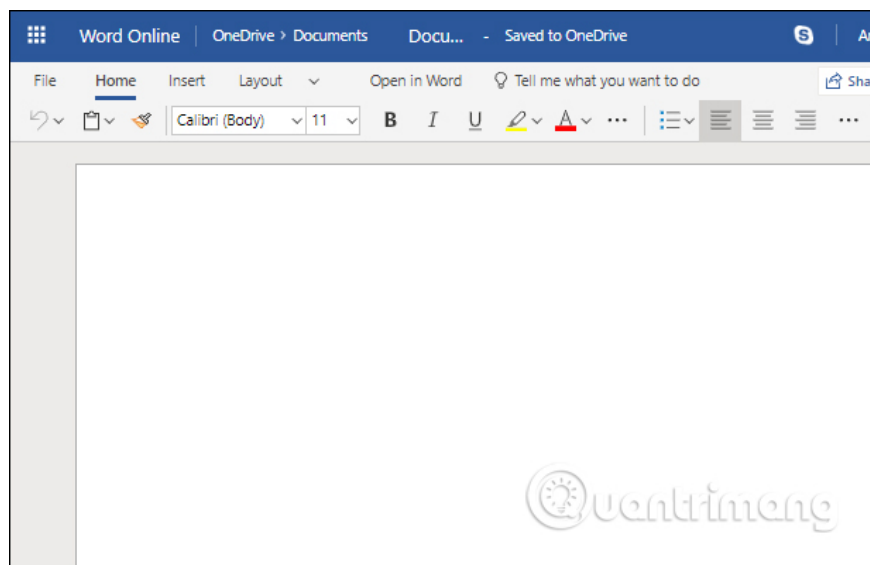 Word Online OneDrive > Documents Docu... - Saved to OneDrive
File Home Insert Layout Open in Word Tell me what you want to do
Calibri (Body) 11 B I U A ...  ...
Quantrimang